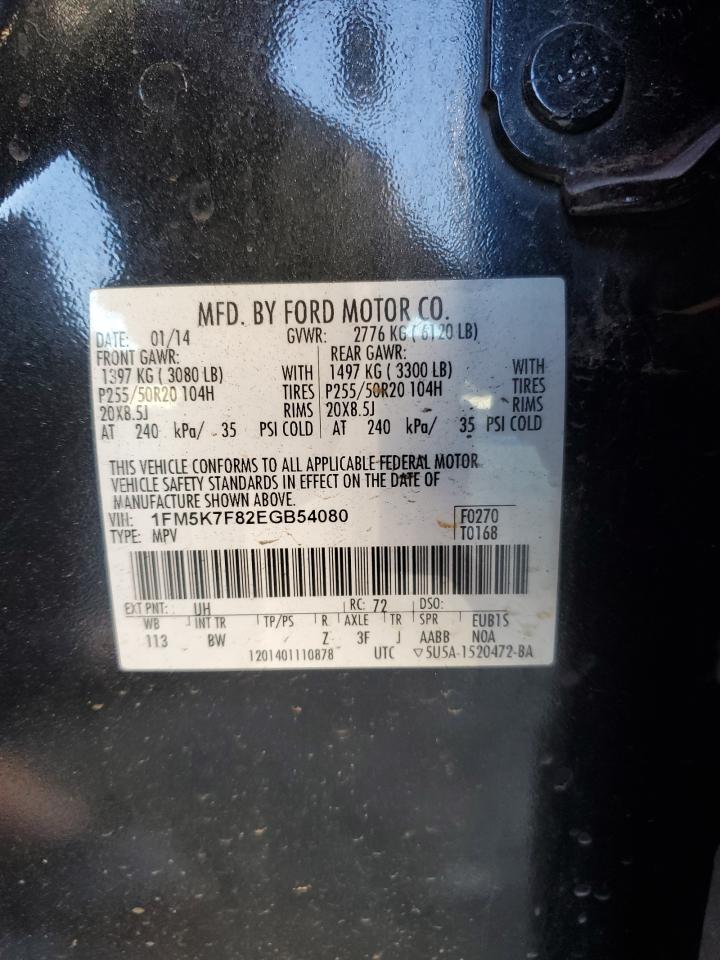 MFD. BY FORD MOTOR CO.
DATE: 01/14 GVWR: 2776 KG ( 6120 LB)
FRONT GAWR: REAR GAWR:
1397 KG ( 3080 LB) WITH 1497 KG ( 3300 LB) WITH
P255/50R20 104H TIRES P255/50R20 104H TIRES
20X8.5J RIMS 20X8.5J RIMS
AT 240 kPa/ 35 PSI COLD AT 240 kPa/ 35 PSI COLD
THIS VEHICLE CONFORMS TO ALL APPLICABLE FEDERAL MOTOR
VEHICLE SAFETY STANDARDS IN EFFECT ON THE DATE OF
MANUFACTURE SHOWN ABOVE.
VIN: 1FM5K7F82EGB54080 F0270
TYPE: MPV T0168
EXT PNT: UH RC: 72 DSO:
WB INT TR TP/PS R AXLE TR SPR EUB1S
113 BW Z 3F J AABB NOA
1201401110878 UTC ▽5U5A-1520472-BA